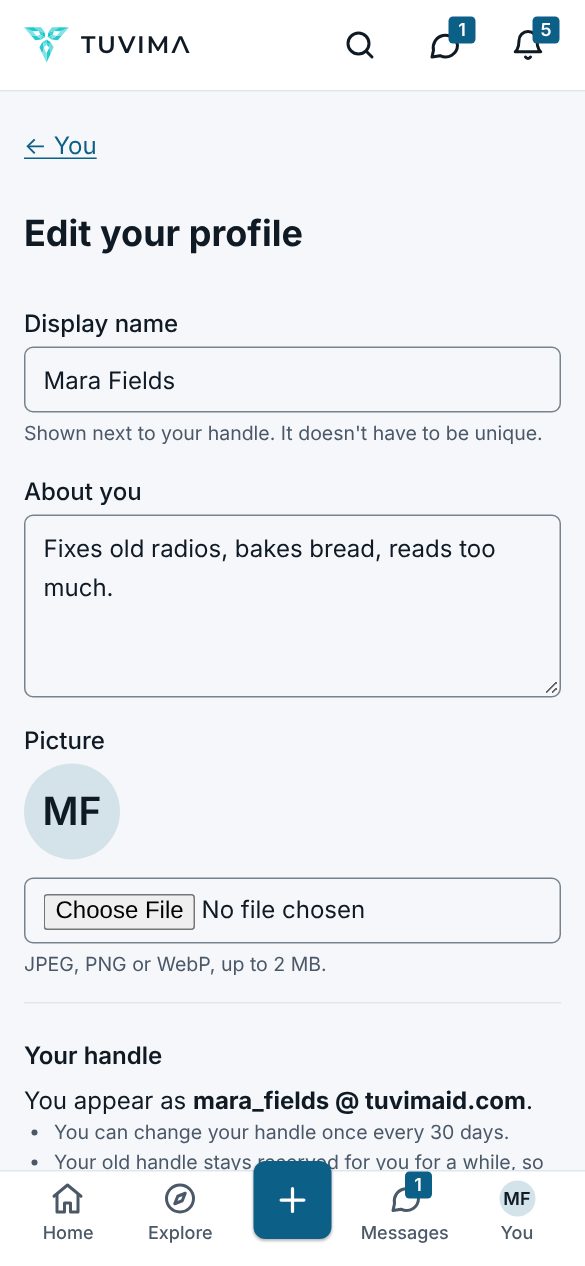 TUVIMA
1
5
← You
Edit your profile
Display name
Mara Fields
Shown next to your handle. It doesn't have to be unique.
About you
Fixes old radios, bakes bread, reads too
much.
Picture
MF
Choose File No file chosen
JPEG, PNG or WebP, up to 2 MB.
Your handle
You appear as mara_fields @ tuvimaid.com.
• You can change your handle once every 30 days.
• Your old handle stays reserved for you for a while, so
1
MF
Home
Explore
Messages
You